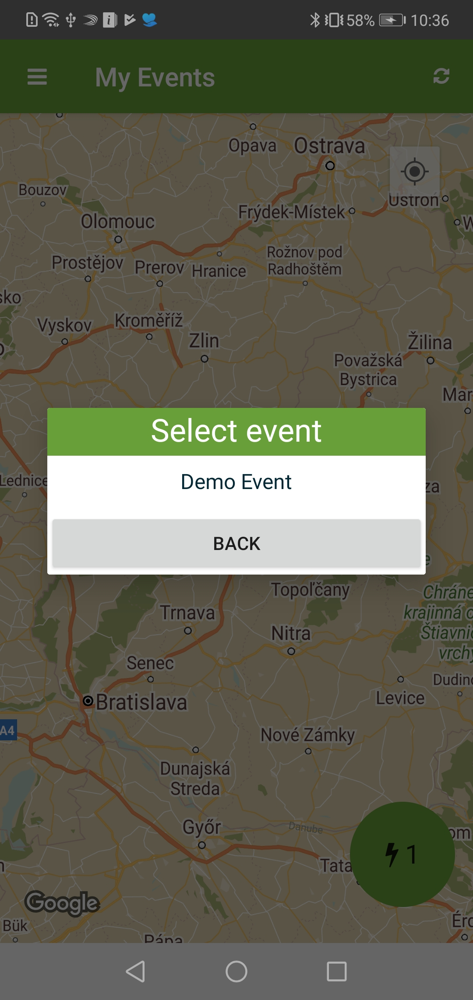 58% 10:36
My Events
Opava
Ostrava
Bouzov
Ustroń
Frýdek-Místek
Olomouc
W
Rožnov pod
Radhoštěm
Prostějov
Prerov
Hranice
sko
Kroměříž
Vyskov
Zlin
Žilina
Považská
Bystrica
Mar
Select event
Demo Event
Lednice
za
BACK
e
Topoľčany
Chráne
krajinná o
Štiavnic
vrchy
Trnava
Nitra
Senec
Dudinc
Levice
Bratislava
A4
Nové Zámky
Dunajská
Streda
Győr
Danube
om
1
Tata
n
Google
Bük
Érd
Pápa